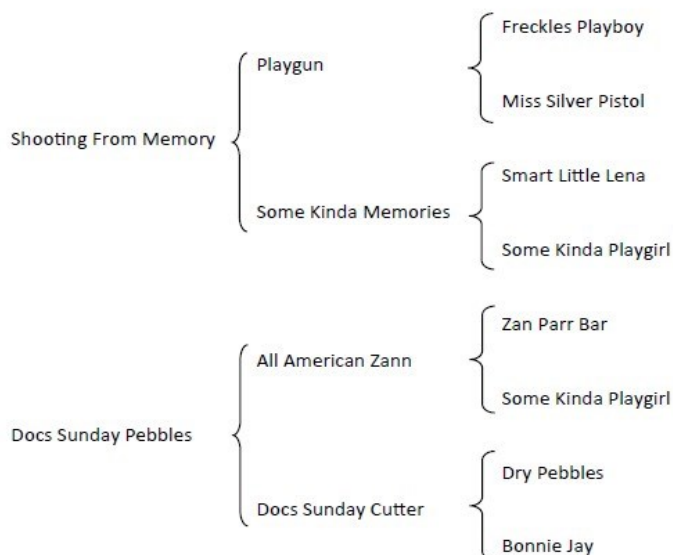 Freckles Playboy
Playgun
Miss Silver Pistol
Shooting From Memory
Smart Little Lena
Some Kinda Memories
Some Kinda Playgirl
Zan Parr Bar
All American Zann
Some Kinda Playgirl
Docs Sunday Pebbles
Dry Pebbles
Docs Sunday Cutter
Bonnie Jay